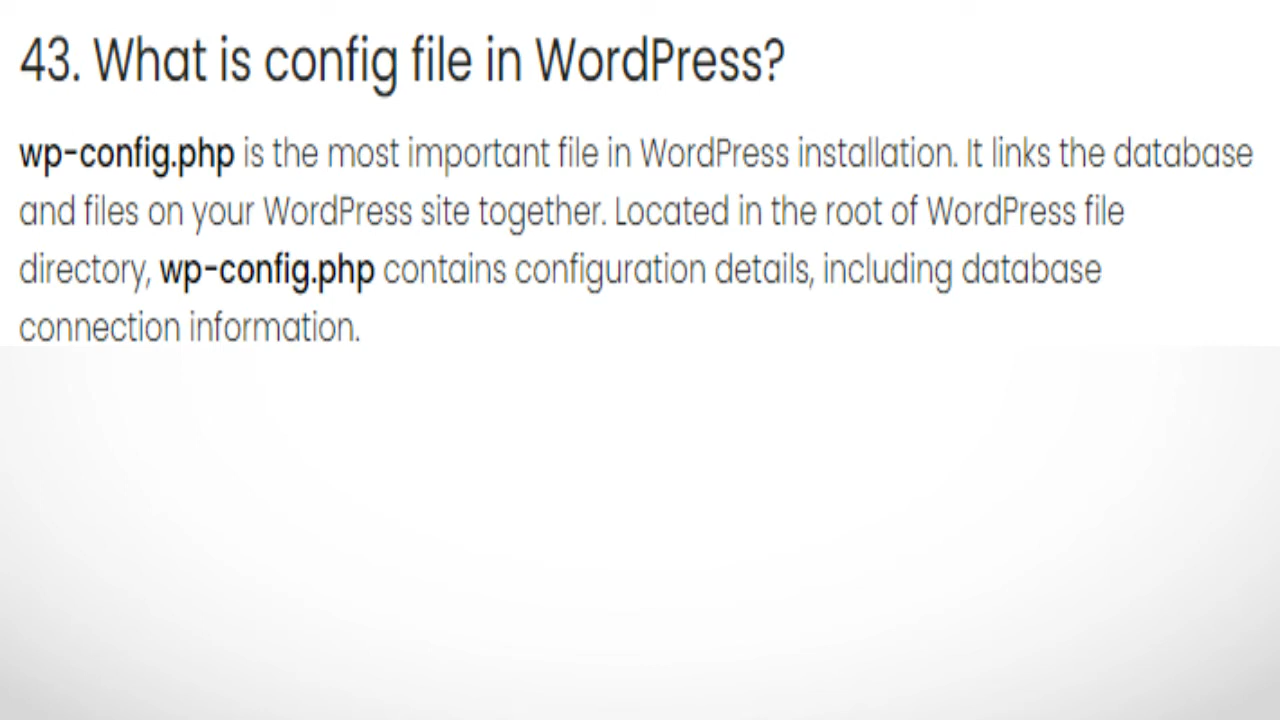 43. What is config file in WordPress?
wp-config.php is the most important file in WordPress installation. It links the database
and files on your WordPress site together. Located in the root of WordPress file
directory, wp-config.php contains configuration details, including database
connection information.